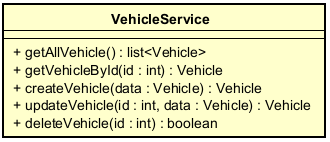 VehicleService
+ getAllVehicle() : list<Vehicle>
+ getVehicleById(id : int) : Vehicle
+ createVehicle(data : Vehicle) : Vehicle
+ updateVehicle(id : int, data : Vehicle) : Vehicle
+ deleteVehicle(id : int) : boolean